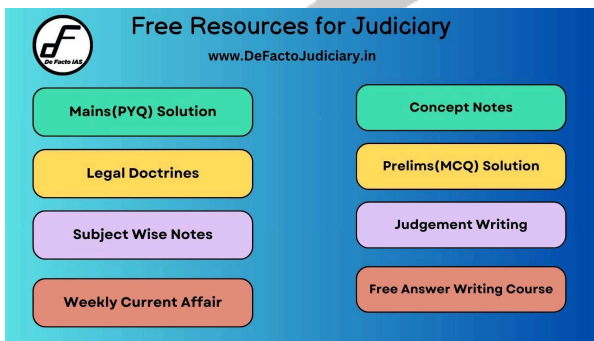 Free Resources for Judiciary
www.DeFactoJudiciary.in
De Facto IAS
Mains(PYQ) Solution
Concept Notes
Legal Doctrines
Prelims(MCQ) Solution
Subject Wise Notes
Judgement Writing
Weekly Current Affair
Free Answer Writing Course